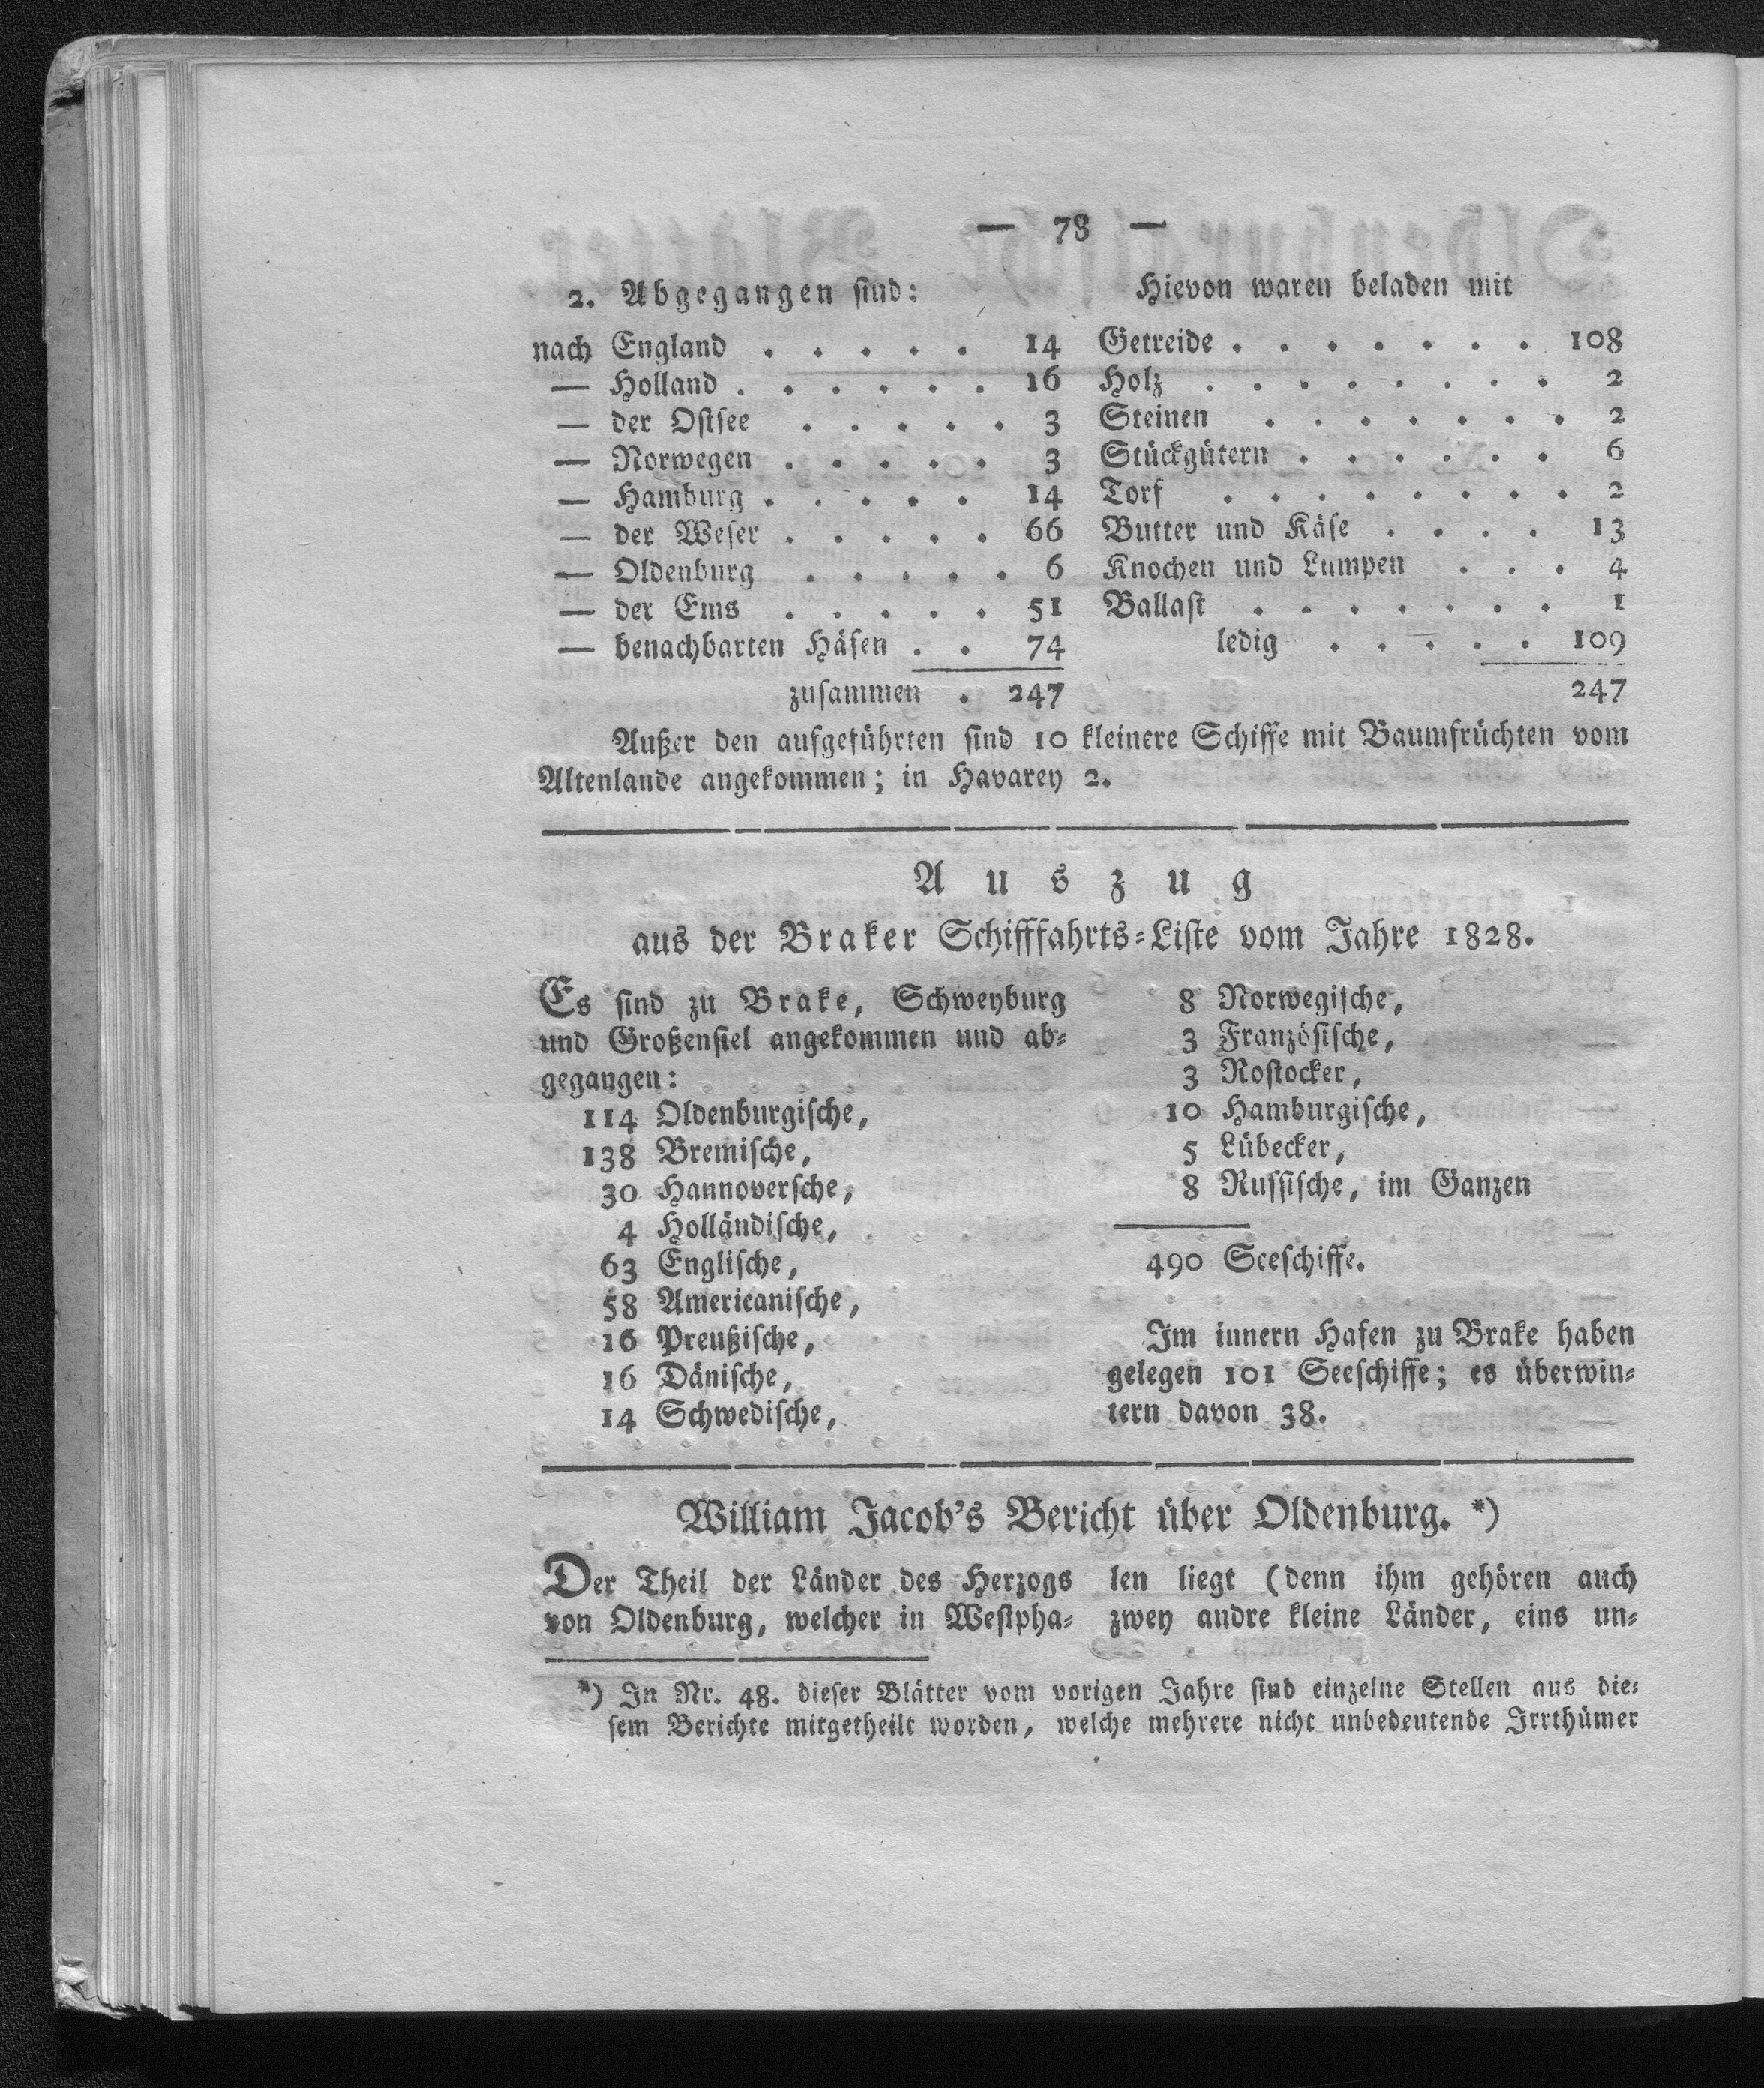 — 78 —
2. Abgegangen sind:
nach England . . . . . 14
— Holland . . . . . . 16
— der Ostsee . . . . . 3
— Norwegen . . . . . 3
— Hamburg . . . . . 14
— der Weser . . . . . 66
— Oldenburg . . . . . 6
— der Ems . . . . . 51
— benachbarten Häfen . . 74
zusammen . 247
Hievon waren beladen mit
Getreide . . . . . . . 108
Holz . . . . . . . . 2
Steinen . . . . . . . 2
Stückgütern . . . . . . 6
Torf . . . . . . . . 2
Butter und Käse . . . . 13
Knochen und Lumpen . . . 4
Ballast . . . . . . . 1
ledig . . . . . 109
247
Außer den aufgeführten sind 10 kleinere Schiffe mit Baumfrüchten vom
Altenlande angekommen; in Havarey 2.
Auszug
aus der Braker Schifffahrts-Liste vom Jahre 1828.
Es sind zu Brake, Schweyburg
und Großensiel angekommen und ab-
gegangen:
114 Oldenburgische,
138 Bremische,
30 Hannoversche,
4 Holländische,
63 Englische,
58 Americanische,
16 Preußische,
16 Dänische,
14 Schwedische,
8 Norwegische,
3 Französische,
3 Rostocker,
10 Hamburgische,
5 Lübecker,
8 Russische, im Ganzen
490 Seeschiffe.
Im innern Hafen zu Brake haben
gelegen 101 Seeschiffe; es überwin-
tern davon 38.
William Jacob's Bericht über Oldenburg. *)
Der Theil der Länder des Herzogs
von Oldenburg, welcher in Westpha-
len liegt (denn ihm gehören auch
zwey andre kleine Länder, eins un-
*) In Nr. 48. dieser Blätter vom vorigen Jahre sind einzelne Stellen aus die-
sem Berichte mitgetheilt worden, welche mehrere nicht unbedeutende Irrthümer